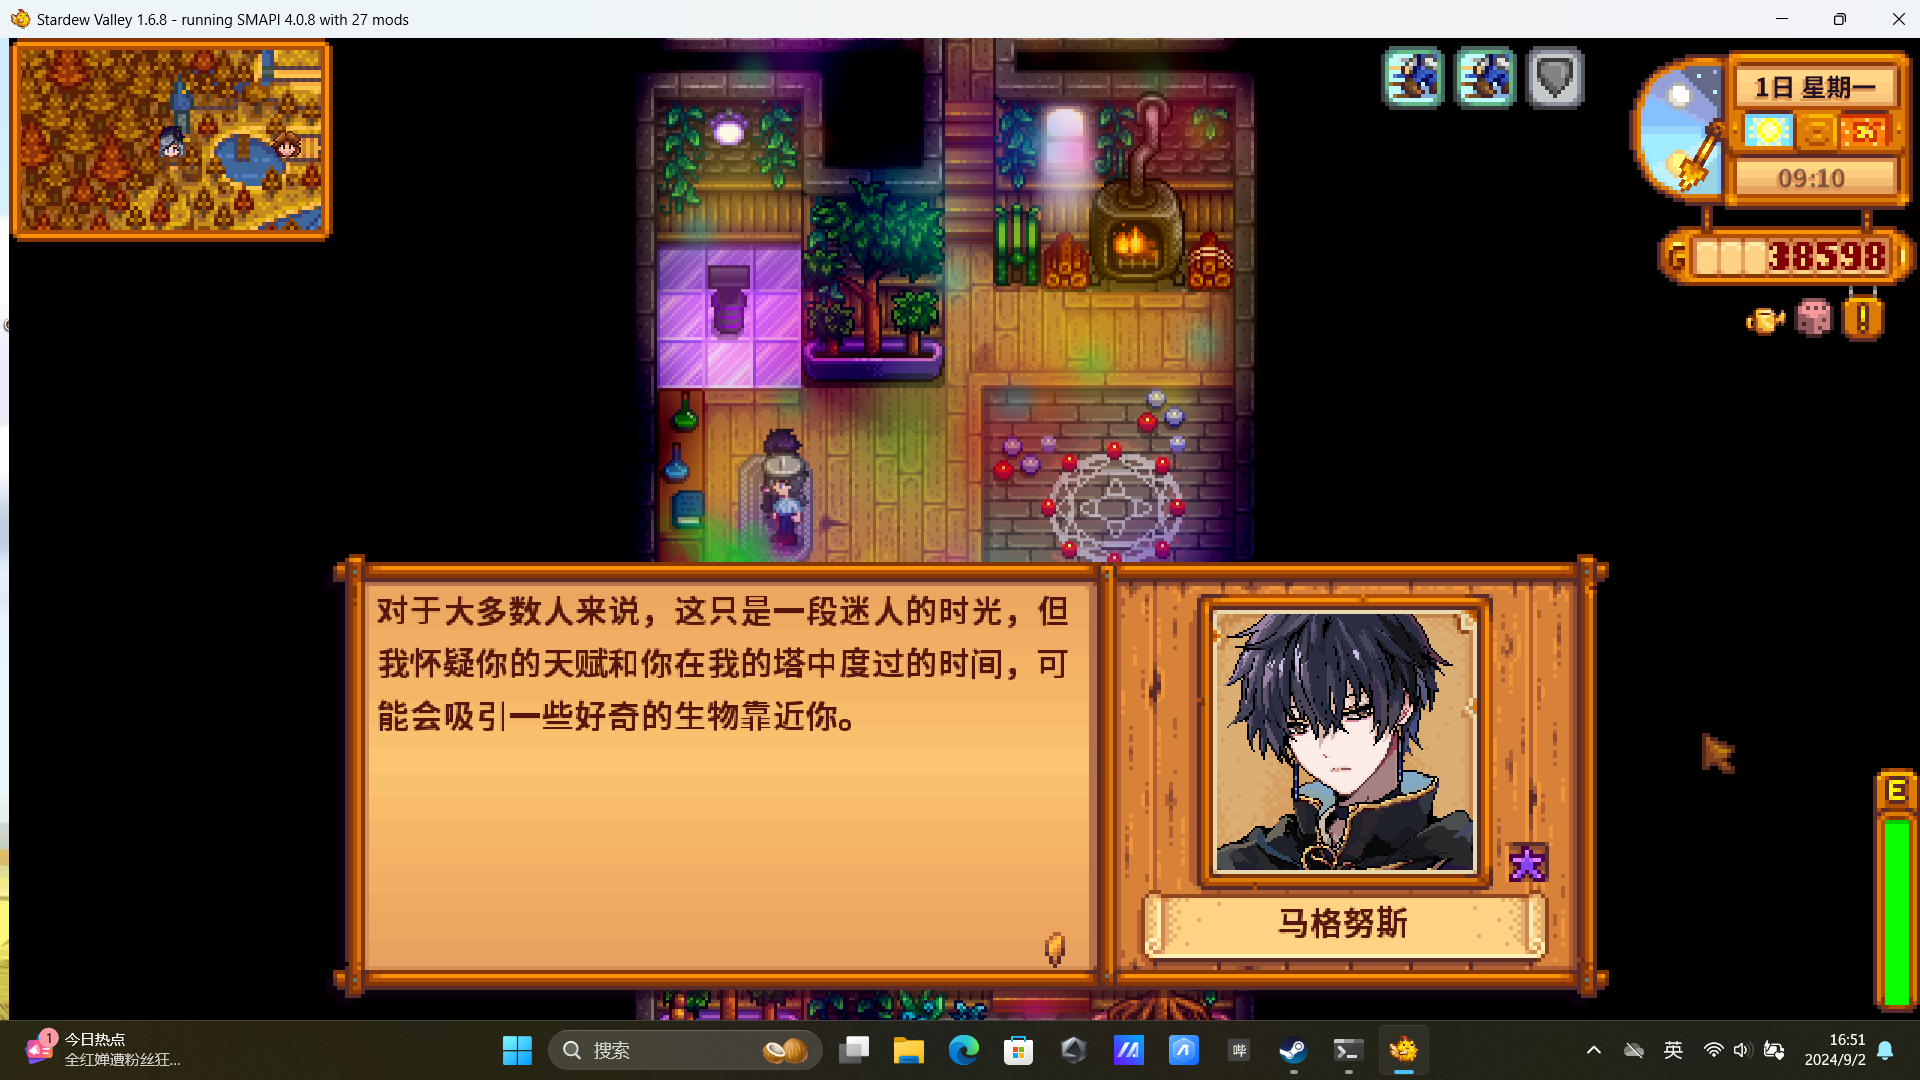 Stardew Valley 1.6.8 - running SMAPI 4.0.8 with 27 mods
1日 星期一
09:10
G 38598
对于大多数人来说，这只是一段迷人的时光，但
我怀疑你的天赋和你在我的塔中度过的时间，可
能会吸引一些好奇的生物靠近你。
马格努斯
E
1
今日热点
全红婵遭粉丝狂...
搜索
哔
英
16:51
2024/9/2